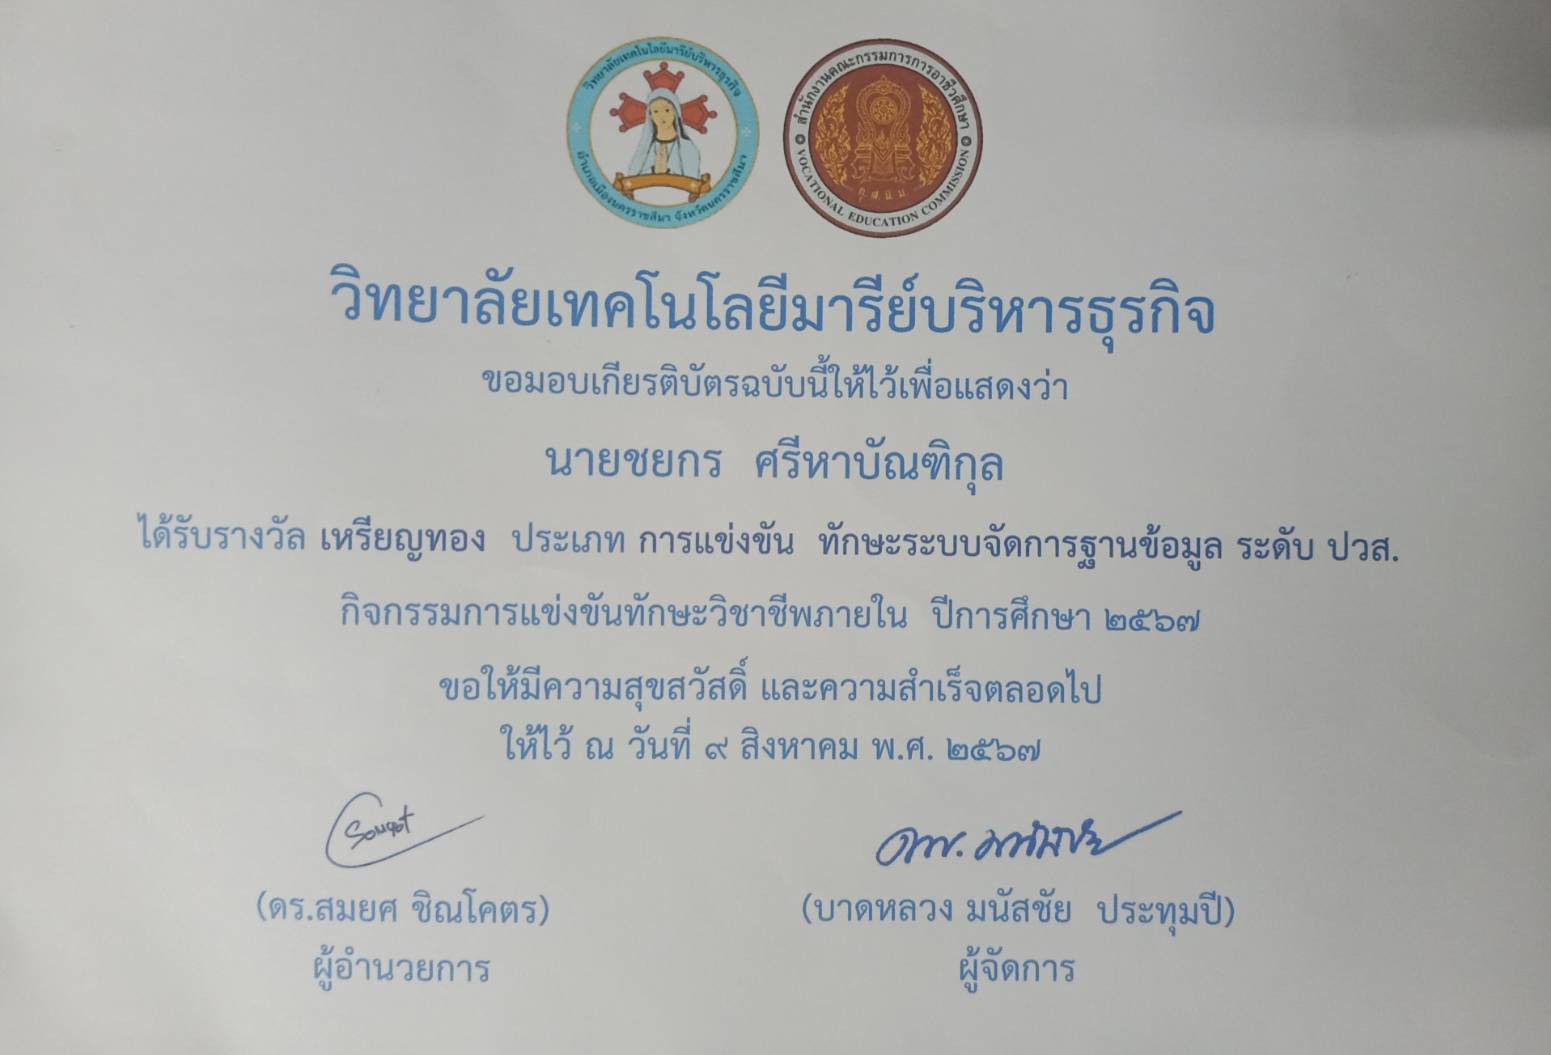 วิทยาลัยเทคโนโลยีมารีย์บริหารธุรกิจ
อำเภอเมืองนครราชสีมา จังหวัดนครราชสีมา
สำนักงานคณะกรรมการการอาชีวศึกษา
VOCATIONAL EDUCATION COMMISSION
วิทยาลัยเทคโนโลยีมารีย์บริหารธุรกิจ
ขอมอบเกียรติบัตรฉบับนี้ให้ไว้เพื่อแสดงว่า
นายชยกร ศรีหาบัณฑิกุล
ได้รับรางวัล เหรียญทอง ประเภท การแข่งขัน ทักษะระบบจัดการฐานข้อมูล ระดับ ปวส.
กิจกรรมการแข่งขันทักษะวิชาชีพภายใน ปีการศึกษา ๒๕๖๗
ขอให้มีความสุขสวัสดิ์ และความสำเร็จตลอดไป
ให้ไว้ ณ วันที่ ๙ สิงหาคม พ.ศ. ๒๕๖๗
(ดร.สมยศ ชิณโคตร)
(บาดหลวง มนัสชัย ประทุมปี)
ผู้อำนวยการ
ผู้จัดการ